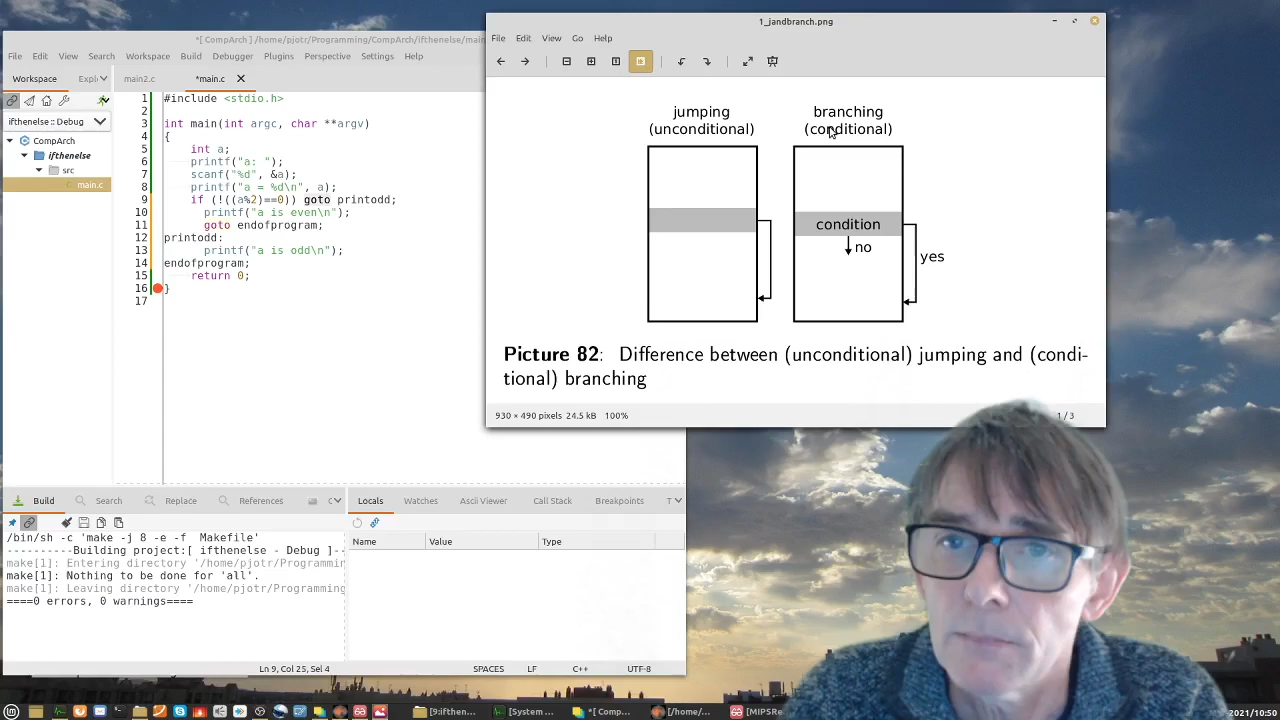 *[ CompArch ] /home/pjotr/Programming/CompArch/ifthenelse/main
File Edit View Search Workspace Build Debugger Plugins Perspective Settings Help
Workspace Expl main2.c *main.c
ifthenelse :: Debug
CompArch
ifthenelse
src
main.c
1 #include <stdio.h>
2
3 int main(int argc, char **argv)
4 {
5 int a;
6 printf("a: ");
7 scanf("%d", &a);
8 printf("a = %d\n", a);
9 if (!((a%2)==0)) goto printodd;
10 printf("a is even\n");
11 goto endofprogram;
12 printodd:
13 printf("a is odd\n");
14 endofprogram;
15 return 0;
16 }
17
1_jandbranch.png
File Edit View Go Help
jumping
(unconditional)
branching
(conditional)
condition
no
yes
Picture 82: Difference between (unconditional) jumping and (condi-
tional) branching
930 × 490 pixels 24.5 kB 100% 1 / 3
Build Search Replace References
/bin/sh -c 'make -j 8 -e -f Makefile'
----------Building project:[ ifthenelse - Debug ]--
make[1]: Entering directory '/home/pjotr/Programmin
make[1]: Nothing to be done for 'all'.
make[1]: Leaving directory '/home/pjotr/Programming
====0 errors, 0 warnings====
Locals Watches Ascii Viewer Call Stack Breakpoints T
Name Value Type
Ln 9, Col 25, Sel 4 SPACES LF C++ UTF-8
[9:ifthen... [System ... *[ Comp... [/home/... [MIPSRe 2021/10:50